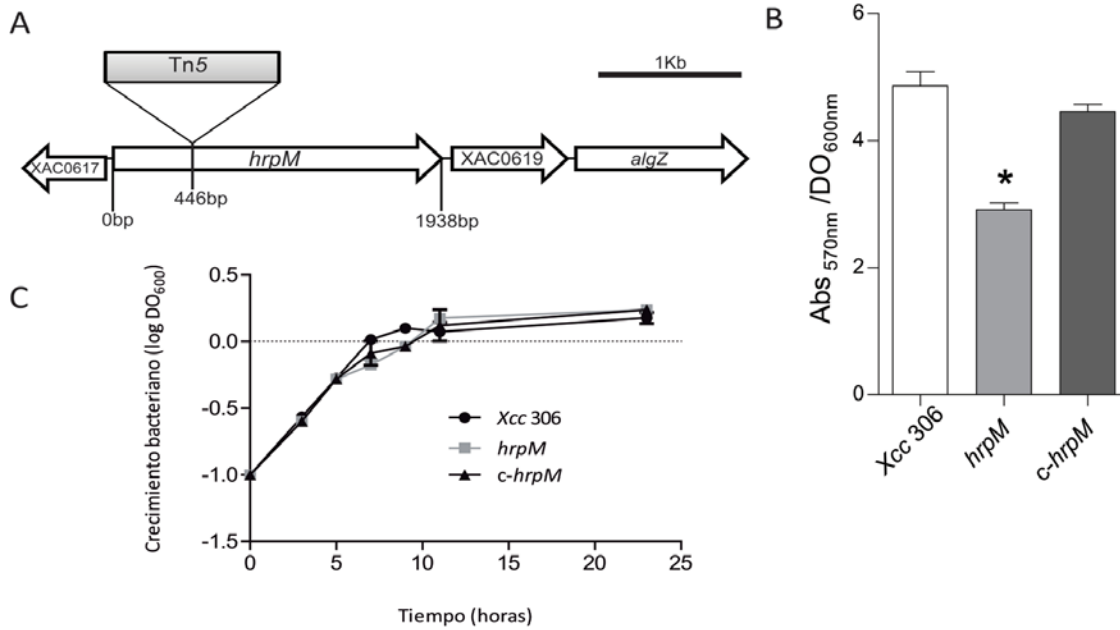 A
Tn5
1Kb
XAC0617
hrpM
XAC0619
algZ
0bp
446bp
1938bp
B
Abs 570nm /DO600nm
6
4
2
0
*
Xcc 306
hrpM
c-hrpM
C
Crecimiento bacteriano (log DO600)
0.5
0.0
-0.5
-1.0
-1.5
Xcc 306
hrpM
c-hrpM
0
5
10
15
20
25
Tiempo (horas)